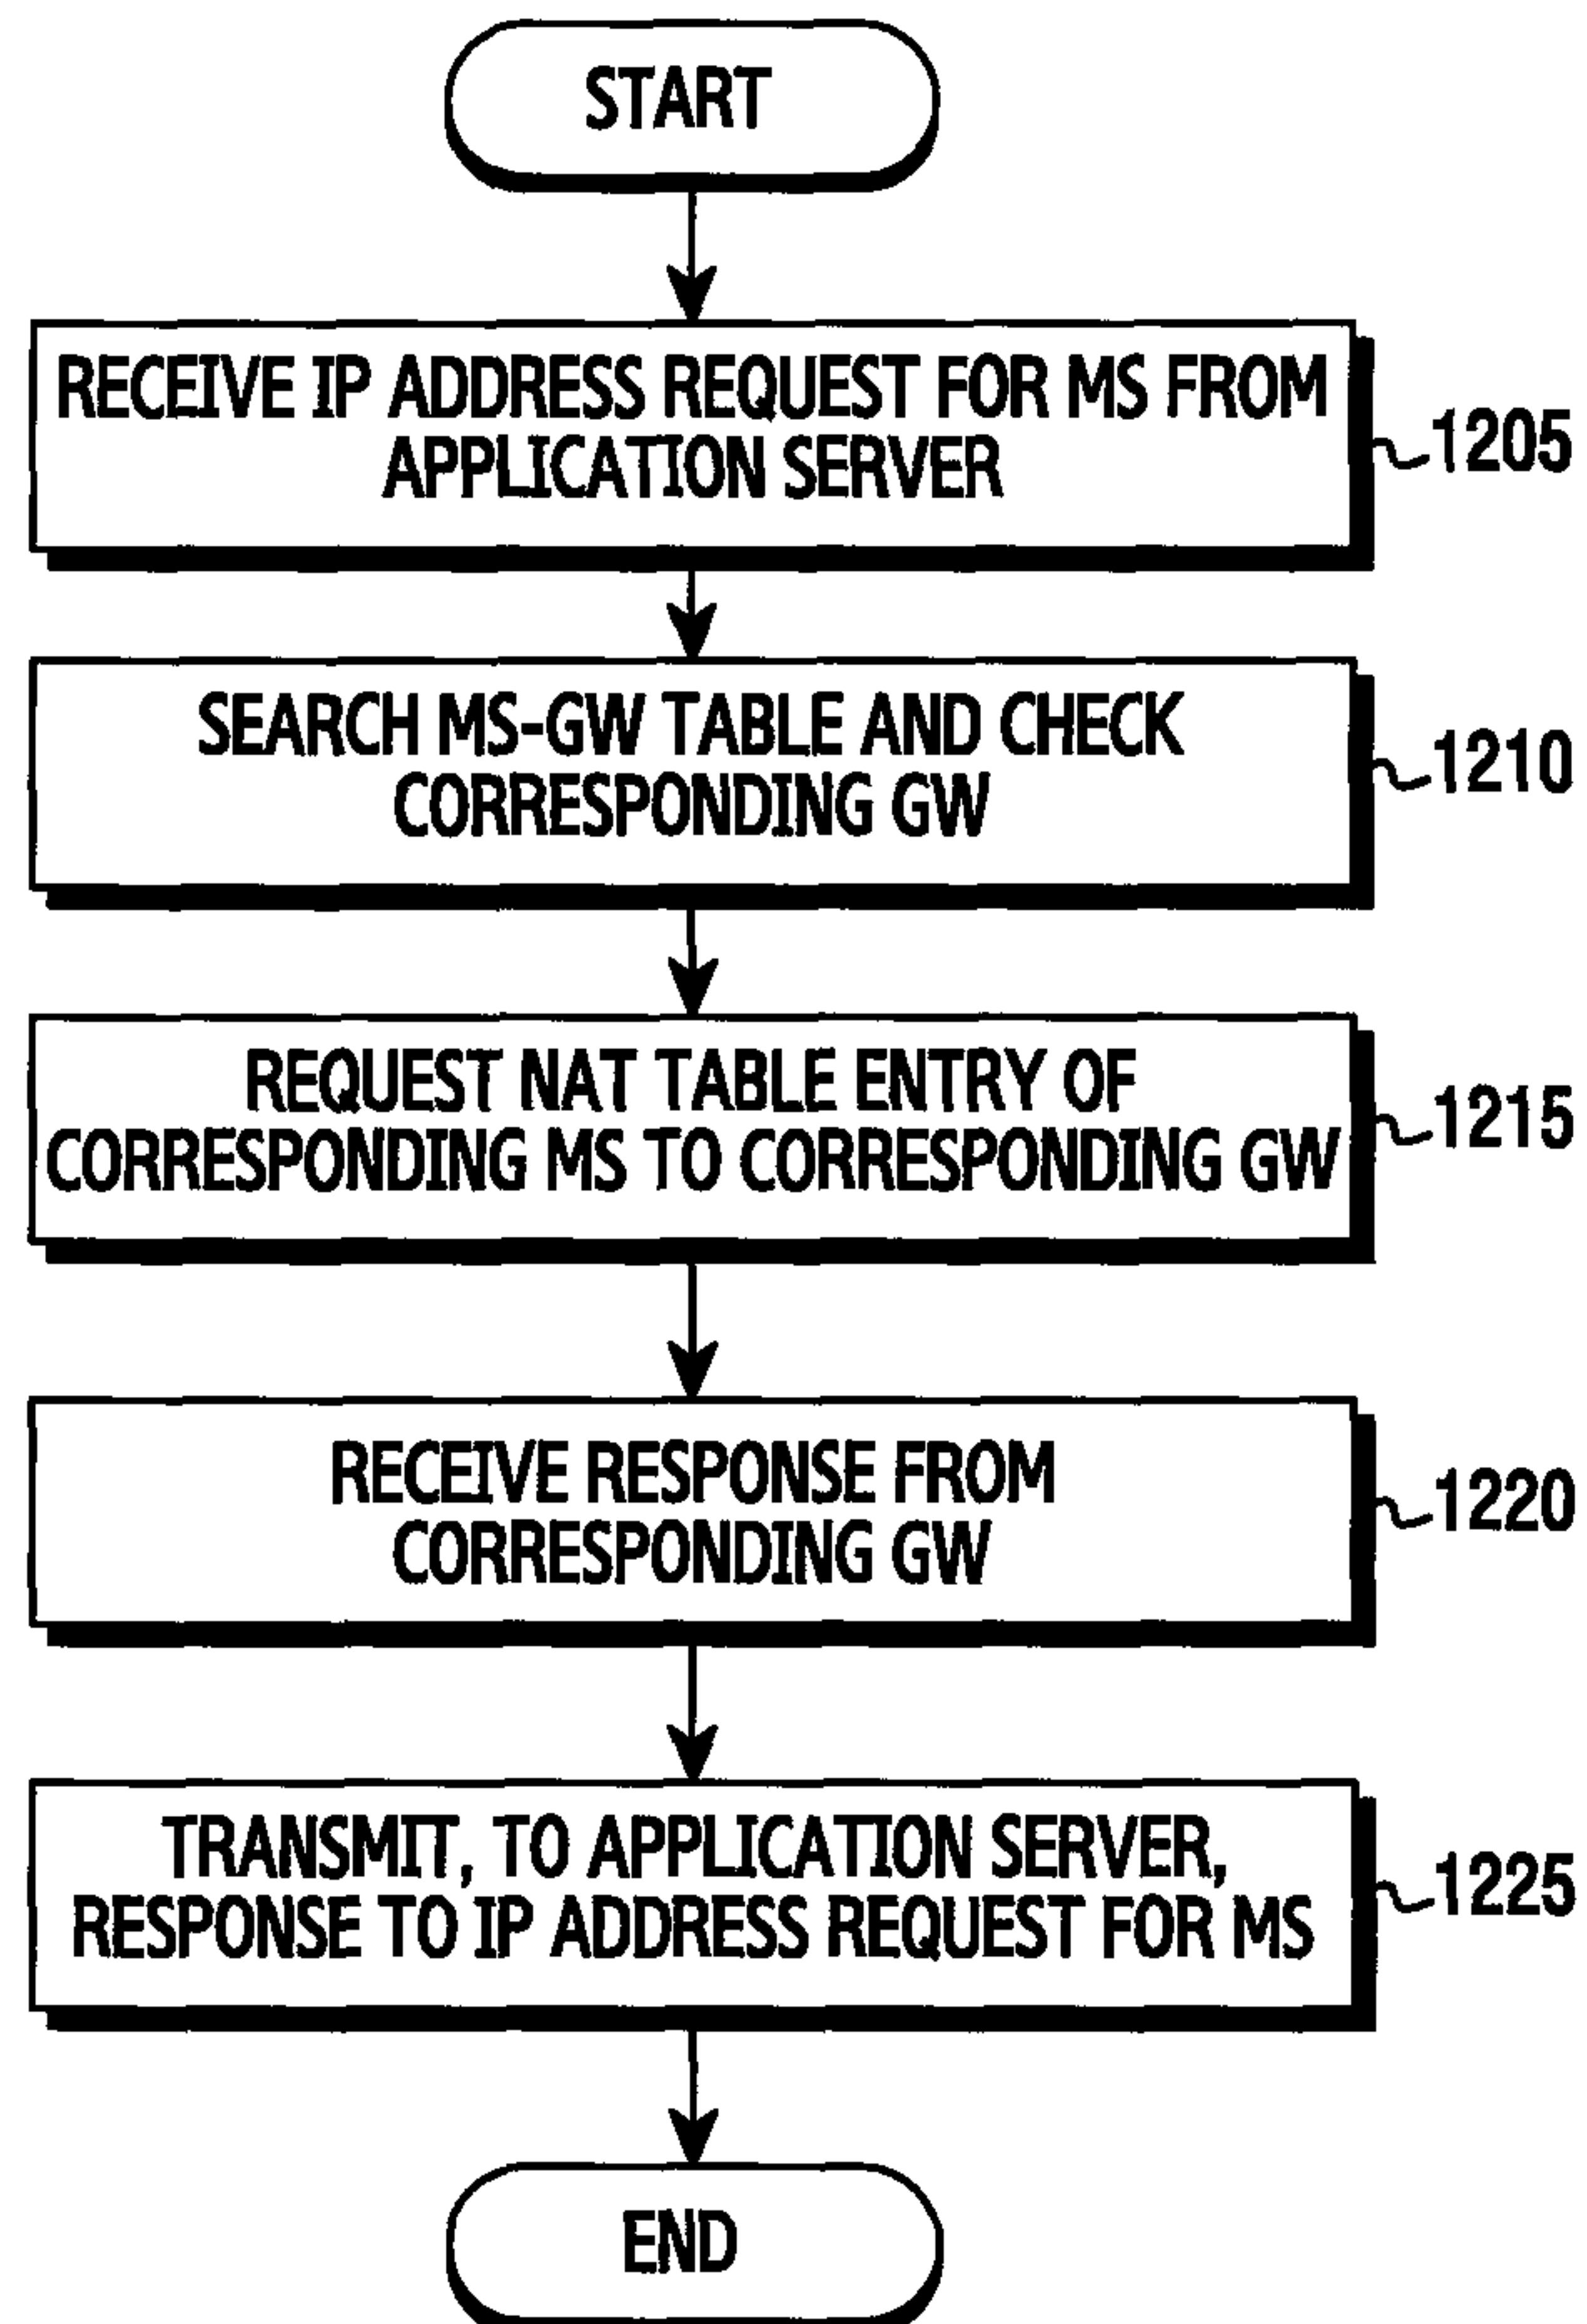 START
RECEIVE IP ADDRESS REQUEST FOR MS FROM
APPLICATION SERVER
1205
SEARCH MS-GW TABLE AND CHECK
CORRESPONDING GW
1210
REQUEST NAT TABLE ENTRY OF
CORRESPONDING MS TO CORRESPONDING GW
1215
RECEIVE RESPONSE FROM
CORRESPONDING GW
1220
TRANSMIT, TO APPLICATION SERVER,
RESPONSE TO IP ADDRESS REQUEST FOR MS
1225
END